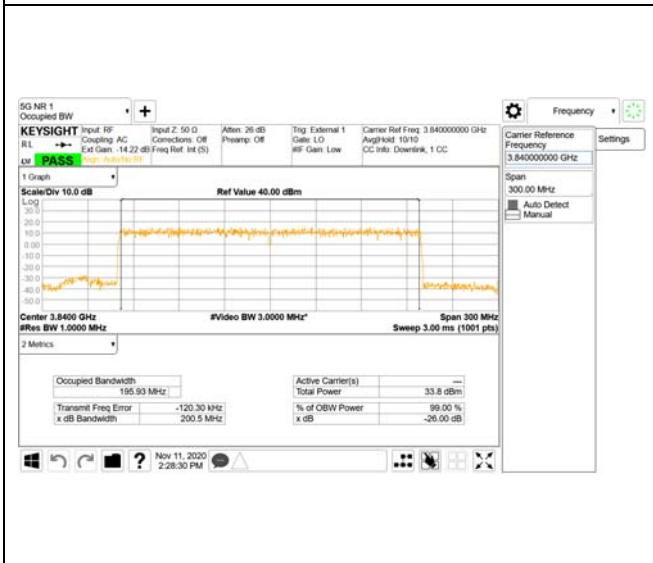 5G NR 1
Occupied BW
Frequency
KEYSIGHT
Input: RF
Coupling: AC
Ext Gain: -14.22 dB
Align: Auto/No RF
Input Z: 50 Ω
Corrections: Off
Freq Ref: Int (S)
Atten: 26 dB
Preamp: Off
Trig: External 1
Gate: LO
#IF Gain: Low
Carrier Ref Freq: 3.840000000 GHz
Avg|Hold: 10/10
CC Info: Downlink, 1 CC
R L
PASS
Carrier Reference
Frequency
3.840000000 GHz
Settings
Span
300.00 MHz
Auto Detect
Manual
1 Graph
Scale/Div 10.0 dB
Ref Value 40.00 dBm
Log
30.0
20.0
10.0
0.00
-10.0
-20.0
-30.0
-40.0
-50.0
Center 3.8400 GHz
#Video BW 3.0000 MHz*
Span 300 MHz
#Res BW 1.0000 MHz
Sweep 3.00 ms (1001 pts)
2 Metrics
Occupied Bandwidth
195.93 MHz
Active Carrier(s)
---
Total Power
33.8 dBm
Transmit Freq Error
-120.30 kHz
% of OBW Power
99.00 %
x dB Bandwidth
200.5 MHz
x dB
-26.00 dB
?
Nov 11, 2020
2:28:30 PM